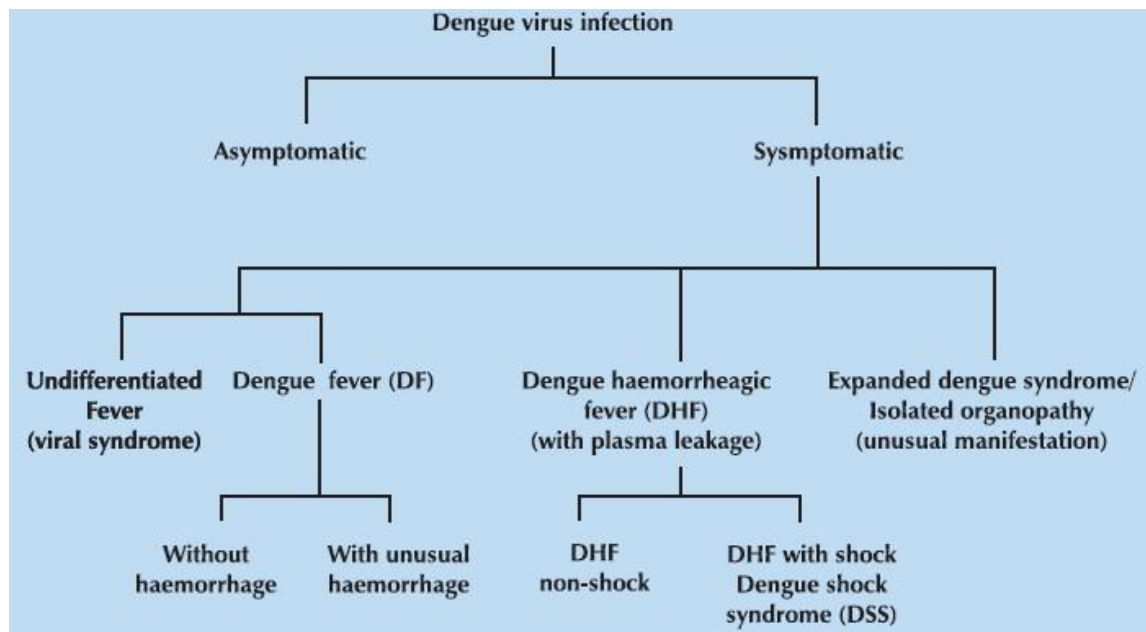 Dengue virus infection
Asymptomatic
Sysmptomatic
Undifferentiated
Fever
(viral syndrome)
Dengue fever (DF)
Dengue haemorrheagic
fever (DHF)
(with plasma leakage)
Expanded dengue syndrome/
Isolated organopathy
(unusual manifestation)
Without
haemorrhage
With unusual
haemorrhage
DHF
non-shock
DHF with shock
Dengue shock
syndrome (DSS)